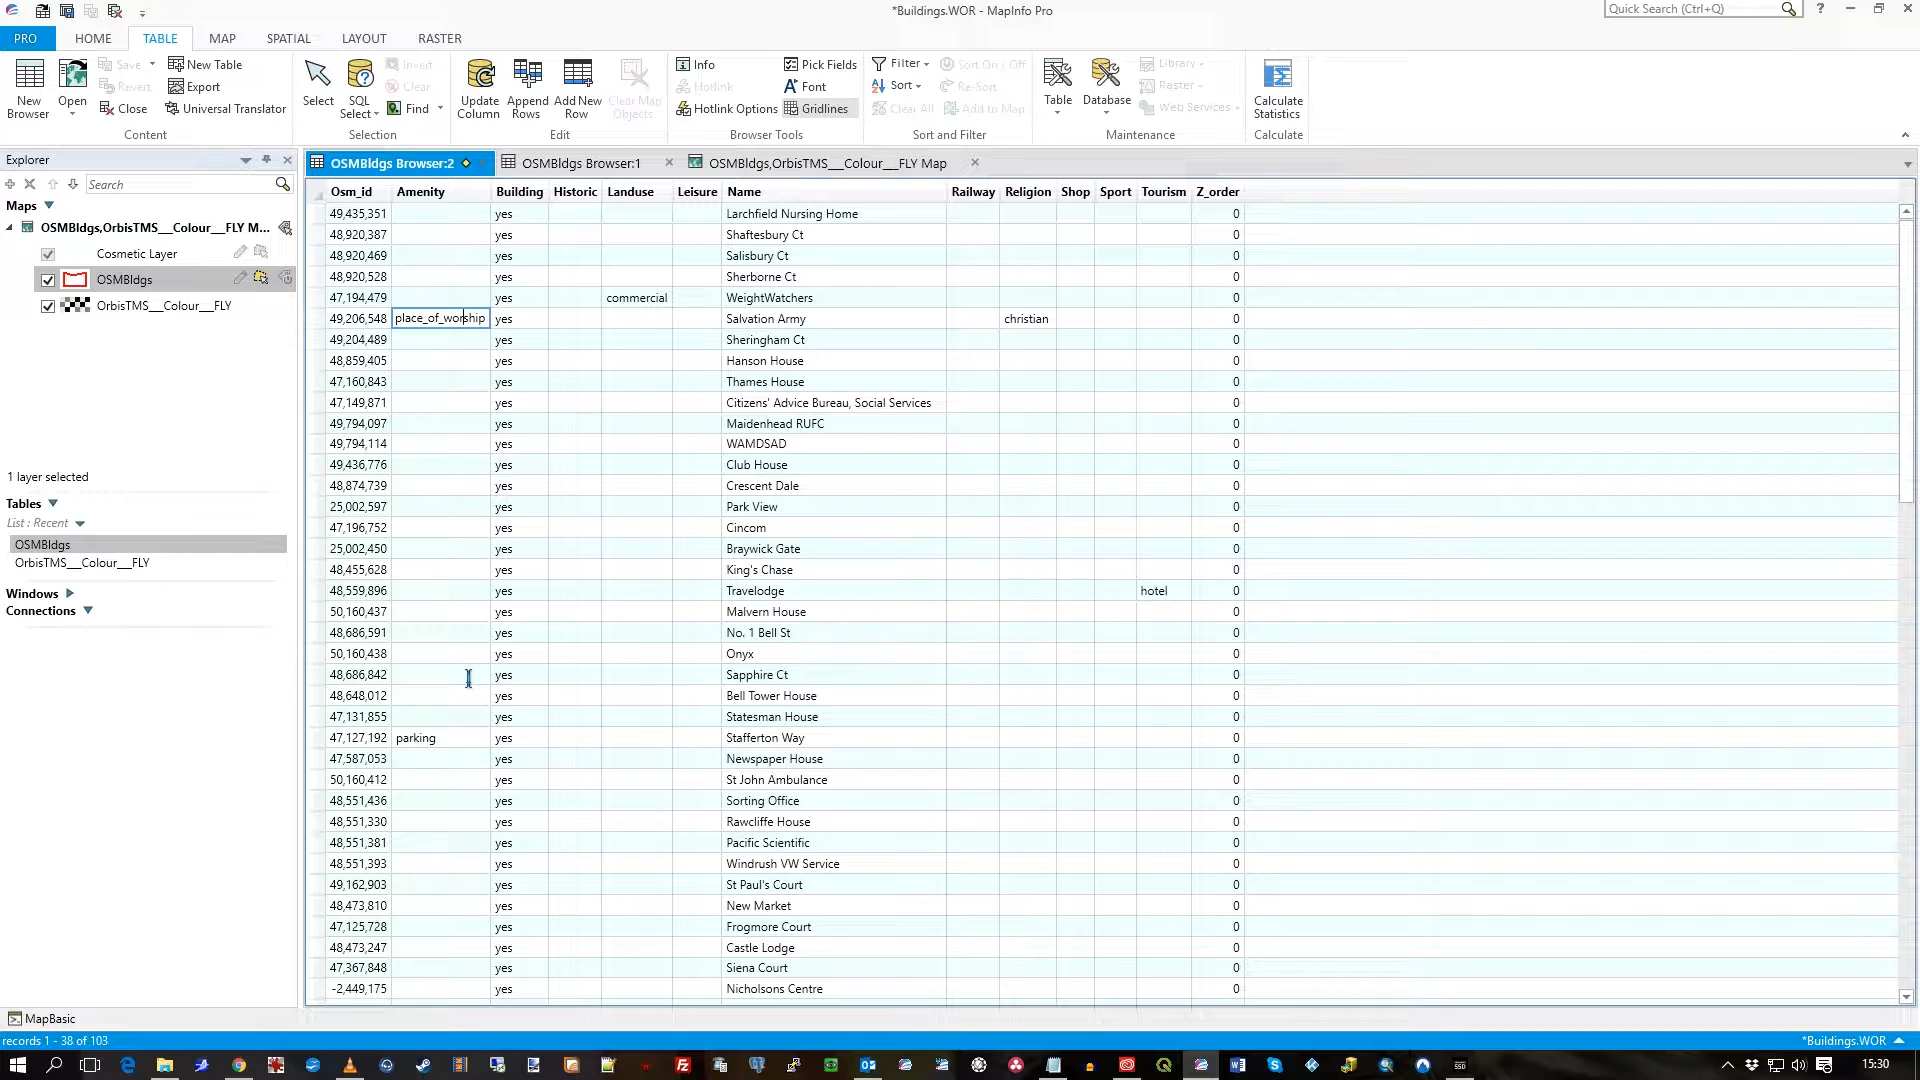 *Buildings.WOR - MapInfo Pro
Quick Search (Ctrl+Q)
?
PRO HOME TABLE MAP SPATIAL LAYOUT RASTER
New Browser
Open
Save
Revert
Close
New Table
Export
Universal Translator
Content
Select
SQL Select
Invert
Clear
Find
Selection
Update Column
Append Rows
Add New Row
Clear Map Objects
Edit
Info
Hotlink
Hotlink Options
Pick Fields
Font
Gridlines
Browser Tools
Filter
Sort
Clear All
Sort On / Off
Re-Sort
Add to Map
Sort and Filter
Table
Database
Library
Raster
Web Services
Maintenance
Calculate Statistics
Calculate
Explorer
Search
Maps
OSMBldgs,OrbisTMS___Colour___FLY M...
Cosmetic Layer
OSMBldgs
OrbisTMS___Colour___FLY
1 layer selected
Tables
List : Recent
OSMBldgs
OrbisTMS___Colour___FLY
Windows
Connections
OSMBldgs Browser:2 OSMBldgs Browser:1 OSMBldgs,OrbisTMS___Colour___FLY Map
Osm_id Amenity Building Historic Landuse Leisure Name Railway Religion Shop Sport Tourism Z_order
49,435,351 yes Larchfield Nursing Home 0
48,920,387 yes Shaftesbury Ct 0
48,920,469 yes Salisbury Ct 0
48,920,528 yes Sherborne Ct 0
47,194,479 yes commercial WeightWatchers 0
49,206,548 place_of_worship yes Salvation Army christian 0
49,204,489 yes Sheringham Ct 0
48,859,405 yes Hanson House 0
47,160,843 yes Thames House 0
47,149,871 yes Citizens' Advice Bureau, Social Services 0
49,794,097 yes Maidenhead RUFC 0
49,794,114 yes WAMDSAD 0
49,436,776 yes Club House 0
48,874,739 yes Crescent Dale 0
25,002,597 yes Park View 0
47,196,752 yes Cincom 0
25,002,450 yes Braywick Gate 0
48,455,628 yes King's Chase 0
48,559,896 yes Travelodge hotel 0
50,160,437 yes Malvern House 0
48,686,591 yes No. 1 Bell St 0
50,160,438 yes Onyx 0
48,686,842 yes Sapphire Ct 0
48,648,012 yes Bell Tower House 0
47,131,855 yes Statesman House 0
47,127,192 parking yes Stafferton Way 0
47,587,053 yes Newspaper House 0
50,160,412 yes St John Ambulance 0
48,551,436 yes Sorting Office 0
48,551,330 yes Rawcliffe House 0
48,551,381 yes Pacific Scientific 0
48,551,393 yes Windrush VW Service 0
49,162,903 yes St Paul's Court 0
48,473,810 yes New Market 0
47,125,728 yes Frogmore Court 0
48,473,247 yes Castle Lodge 0
47,367,848 yes Siena Court 0
-2,449,175 yes Nicholsons Centre 0
MapBasic
records 1 - 38 of 103
*Buildings.WOR
15:30